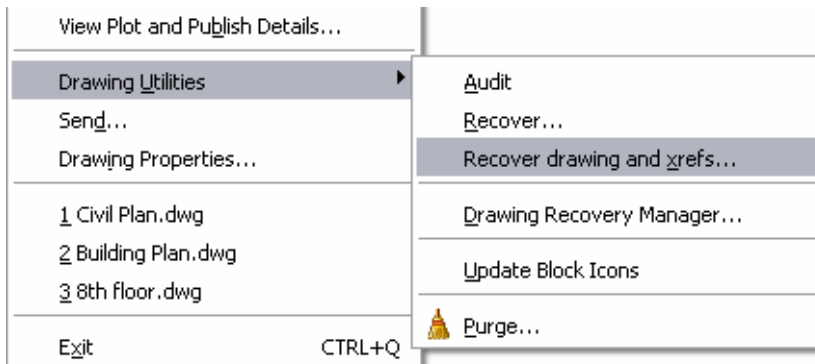 View Plot and Publish Details...
Drawing Utilities
Send...
Drawing Properties...
1 Civil Plan.dwg
2 Building Plan.dwg
3 8th floor.dwg
Exit CTRL+Q
Audit
Recover...
Recover drawing and xrefs...
Drawing Recovery Manager...
Update Block Icons
Purge...